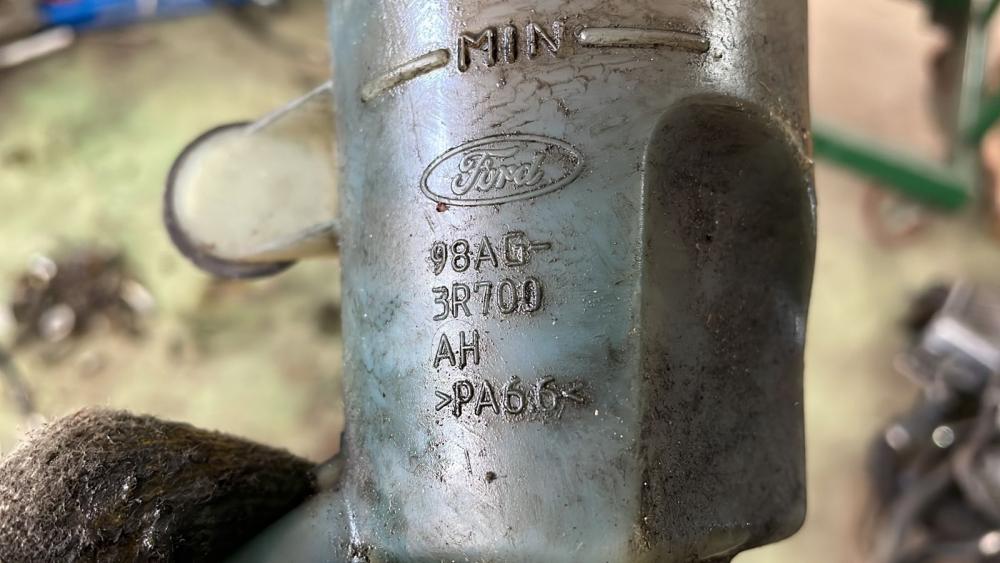 MIN
Ford
98AG-
3R700
AH
>PA66<